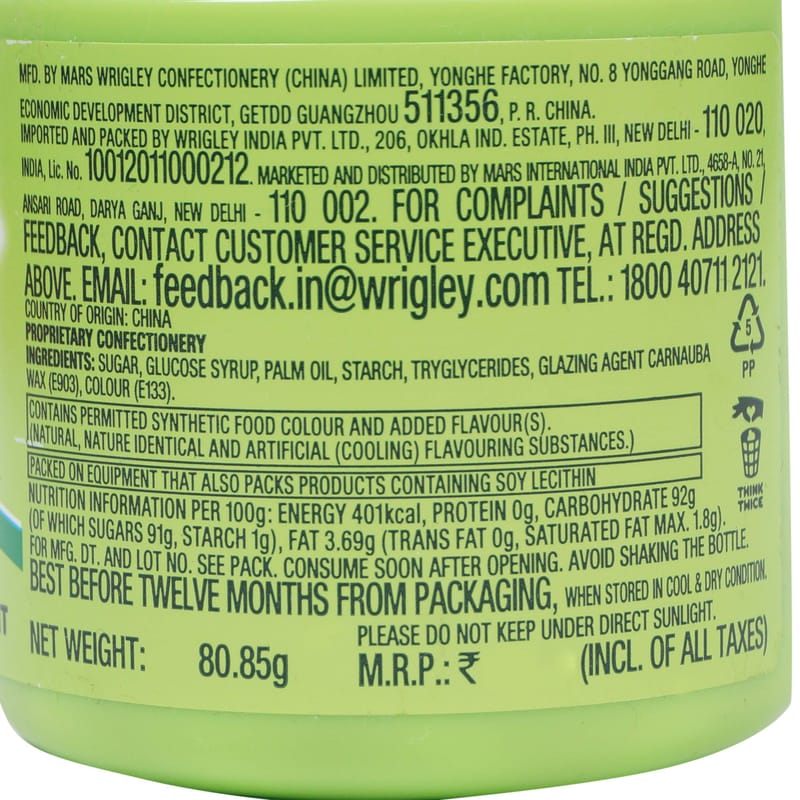 MFD. BY MARS WRIGLEY CONFECTIONERY (CHINA) LIMITED, YONGHE FACTORY, NO. 8 YONGGANG ROAD, YONGHE
ECONOMIC DEVELOPMENT DISTRICT, GETDD GUANGZHOU 511356, P. R. CHINA.
IMPORTED AND PACKED BY WRIGLEY INDIA PVT. LTD., 206, OKHLA IND. ESTATE, PH. III, NEW DELHI - 110 020,
INDIA, Lic. No. 10012011000212. MARKETED AND DISTRIBUTED BY MARS INTERNATIONAL INDIA PVT. LTD., 4658-A, NO. 21,
ANSARI ROAD, DARYA GANJ, NEW DELHI - 110 002. FOR COMPLAINTS / SUGGESTIONS /
FEEDBACK, CONTACT CUSTOMER SERVICE EXECUTIVE, AT REGD. ADDRESS
ABOVE. EMAIL: feedback.in@wrigley.com TEL.: 1800 40711 2121.
COUNTRY OF ORIGIN: CHINA
PROPRIETARY CONFECTIONERY
INGREDIENTS: SUGAR, GLUCOSE SYRUP, PALM OIL, STARCH, TRYGLYCERIDES, GLAZING AGENT CARNAUBA
WAX (E903), COLOUR (E133).
5
PP
CONTAINS PERMITTED SYNTHETIC FOOD COLOUR AND ADDED FLAVOUR(S).
(NATURAL, NATURE IDENTICAL AND ARTIFICIAL (COOLING) FLAVOURING SUBSTANCES.)
PACKED ON EQUIPMENT THAT ALSO PACKS PRODUCTS CONTAINING SOY LECITHIN
THINK
TWICE
NUTRITION INFORMATION PER 100g: ENERGY 401kcal, PROTEIN 0g, CARBOHYDRATE 92g
(OF WHICH SUGARS 91g, STARCH 1g), FAT 3.69g (TRANS FAT 0g, SATURATED FAT MAX. 1.8g).
FOR MFG. DT. AND LOT NO. SEE PACK. CONSUME SOON AFTER OPENING. AVOID SHAKING THE BOTTLE.
BEST BEFORE TWELVE MONTHS FROM PACKAGING, WHEN STORED IN COOL & DRY CONDITION.
PLEASE DO NOT KEEP UNDER DIRECT SUNLIGHT.
NET WEIGHT: 80.85g M.R.P.: ₹ (INCL. OF ALL TAXES)